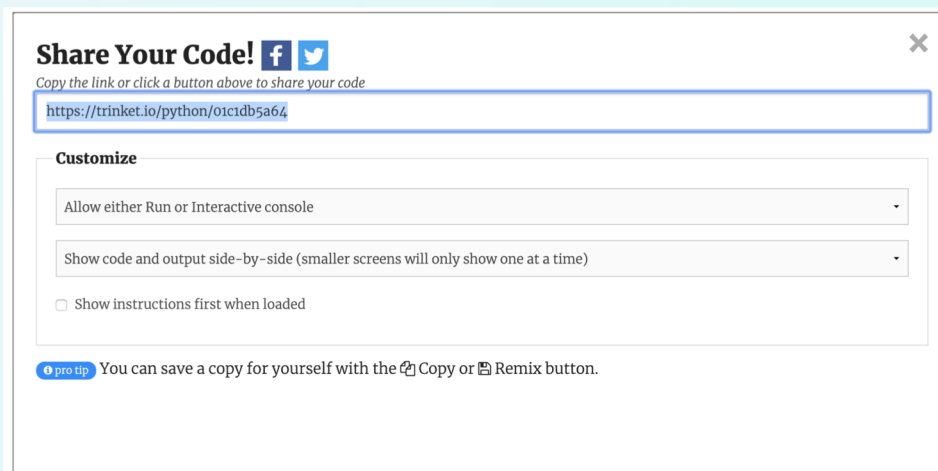 Share Your Code!
Copy the link or click a button above to share your code
https://trinket.io/python/01c1db5a64
Customize
Allow either Run or Interactive console
Show code and output side-by-side (smaller screens will only show one at a time)
Show instructions first when loaded
pro tip You can save a copy for yourself with the Copy or Remix button.